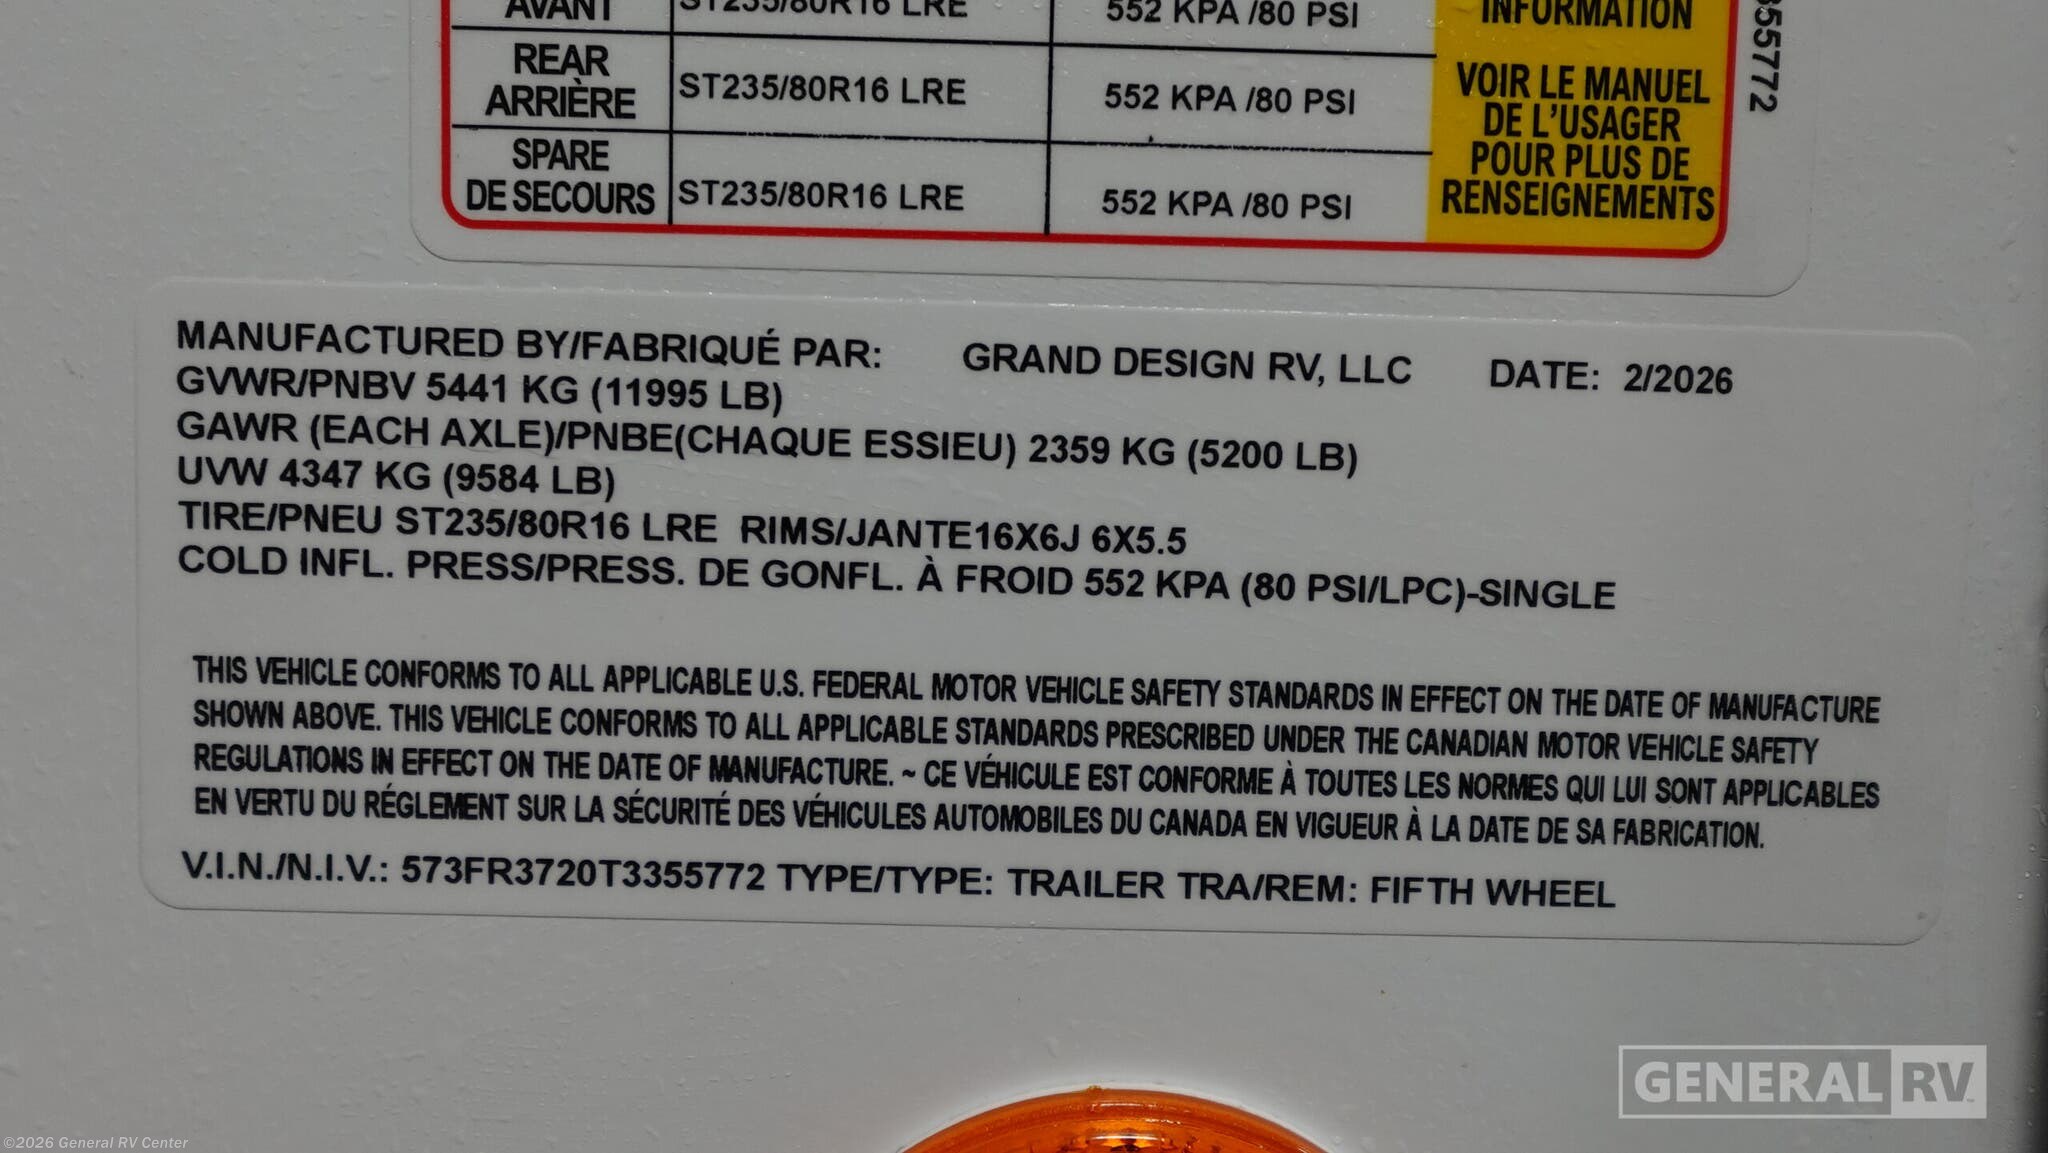 AVANT ST235/80R16 LRE 552 KPA /80 PSI
INFORMATION
REAR
ARRIÈRE ST235/80R16 LRE 552 KPA /80 PSI
SPARE
DE SECOURS ST235/80R16 LRE 552 KPA /80 PSI
VOIR LE MANUEL
DE L'USAGER
POUR PLUS DE
RENSEIGNEMENTS
55772
MANUFACTURED BY/FABRIQUÉ PAR: GRAND DESIGN RV, LLC DATE: 2/2026
GVWR/PNBV 5441 KG (11995 LB)
GAWR (EACH AXLE)/PNBE(CHAQUE ESSIEU) 2359 KG (5200 LB)
UVW 4347 KG (9584 LB)
TIRE/PNEU ST235/80R16 LRE RIMS/JANTE16X6J 6X5.5
COLD INFL. PRESS/PRESS. DE GONFL. À FROID 552 KPA (80 PSI/LPC)-SINGLE
THIS VEHICLE CONFORMS TO ALL APPLICABLE U.S. FEDERAL MOTOR VEHICLE SAFETY STANDARDS IN EFFECT ON THE DATE OF MANUFACTURE
SHOWN ABOVE. THIS VEHICLE CONFORMS TO ALL APPLICABLE STANDARDS PRESCRIBED UNDER THE CANADIAN MOTOR VEHICLE SAFETY
REGULATIONS IN EFFECT ON THE DATE OF MANUFACTURE. ~ CE VÉHICULE EST CONFORME À TOUTES LES NORMES QUI LUI SONT APPLICABLES
EN VERTU DU RÉGLEMENT SUR LA SÉCURITÉ DES VÉHICULES AUTOMOBILES DU CANADA EN VIGUEUR À LA DATE DE SA FABRICATION.
V.I.N./N.I.V.: 573FR3720T3355772 TYPE/TYPE: TRAILER TRA/REM: FIFTH WHEEL
GENERAL RV
©2026 General RV Center